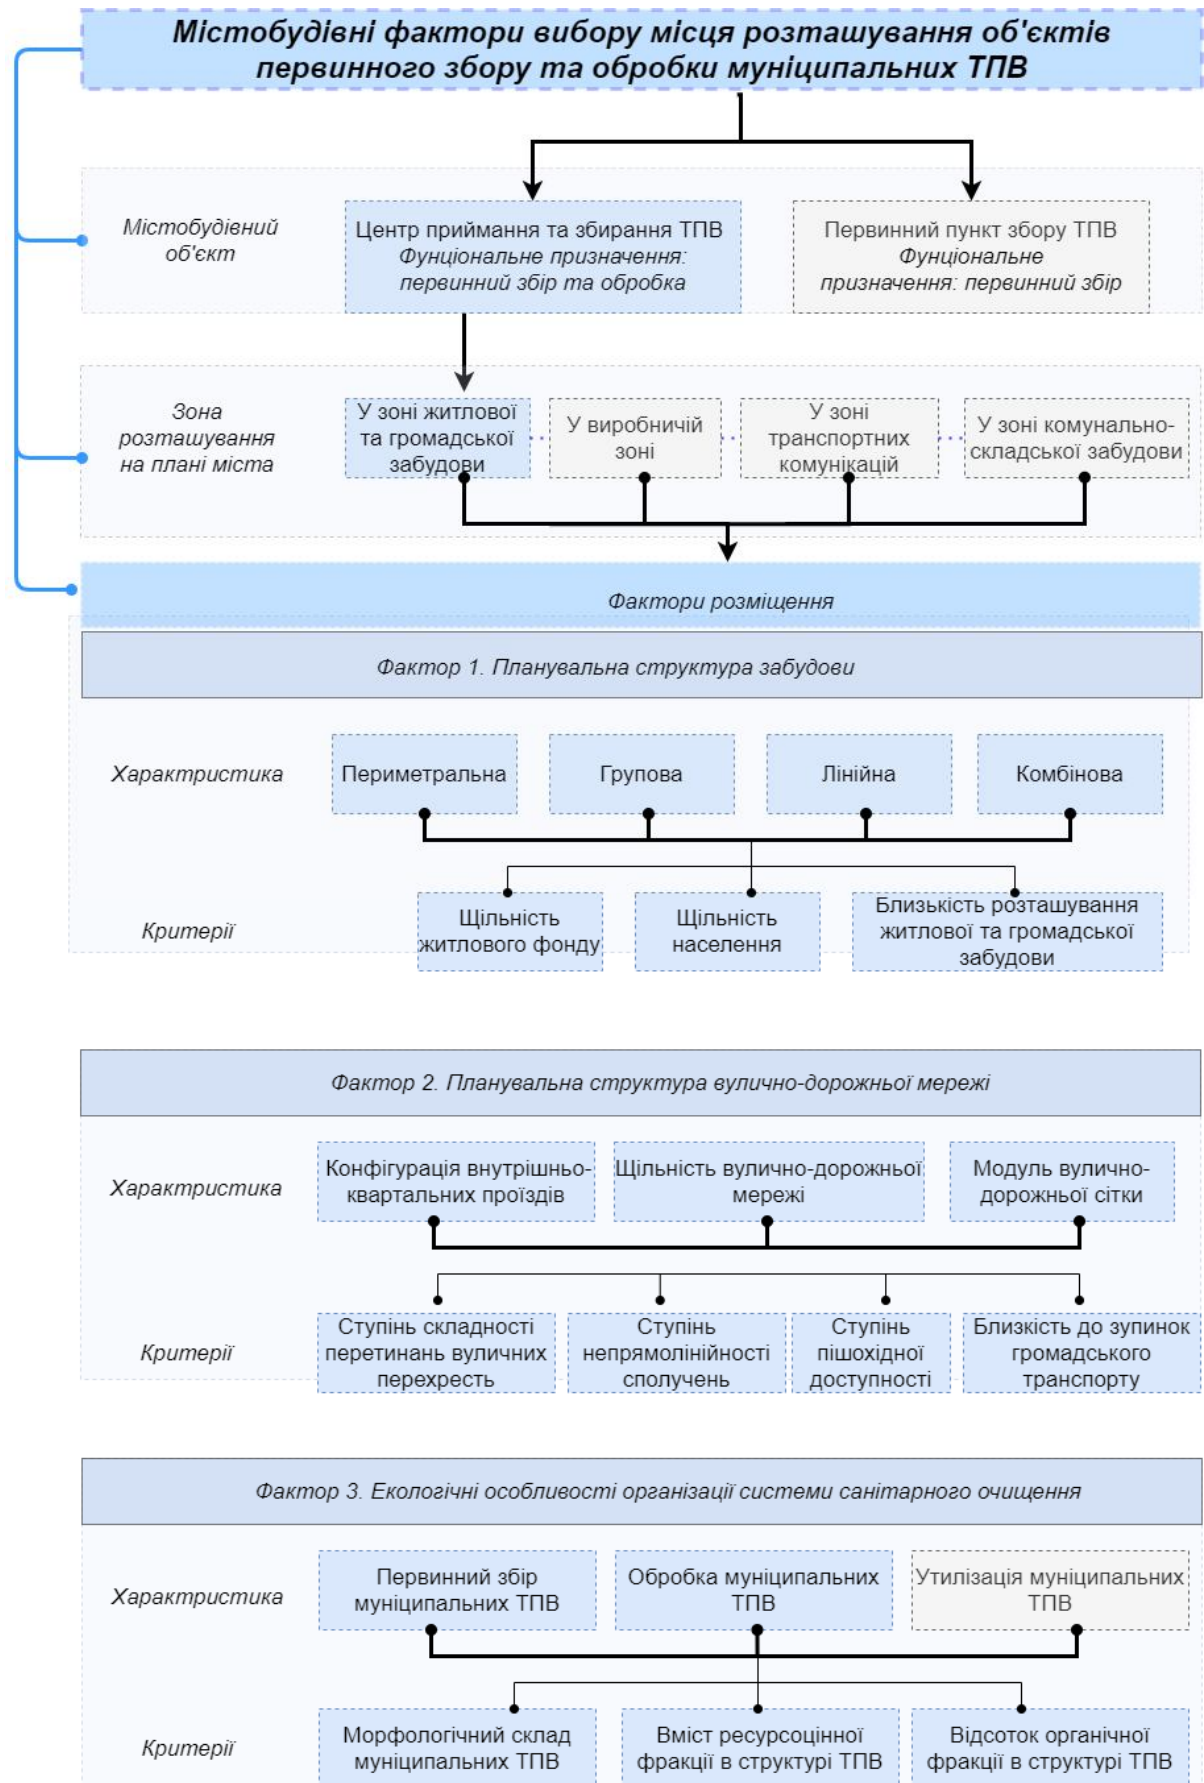 Містобудівні фактори вибору місця розташування об'єктів
первинного збору та обробки муніципальних ТПВ
Містобудівний
об'єкт
Центр приймання та збирання ТПВ
Фунціональне призначення:
первинний збір та обробка
Первинний пункт збору ТПВ
Фунціональне
призначення: первинний збір
Зона
розташування
на плані міста
У зоні житлової
та громадської
забудови
У виробничій
зоні
У зоні
транспортних
комунікацій
У зоні комунально-
складської забудови
Фактори розміщення
Фактор 1. Планувальна структура забудови
Характристика
Периметральна
Групова
Лінійна
Комбінова
Критерії
Щільність
житлового фонду
Щільність
населення
Близькість розташування
житлової та громадської
забудови
Фактор 2. Планувальна структура вулично-дорожньої мережі
Характристика
Конфігурація внутрішньо-
квартальних проїздів
Щільність вулично-дорожньої
мережі
Модуль вулично-
дорожньої сітки
Критерії
Ступінь складності
перетинань вуличних
перехресть
Ступінь
непрямолінійності
сполучень
Ступінь
пішохідної
доступності
Близкість до зупинок
громадського
транспорту
Фактор 3. Екологічні особливості організації системи санітарного очищення
Характристика
Первинний збір
муніципальних ТПВ
Обробка муніципальних
ТПВ
Утилізація муніципальних
ТПВ
Критерії
Морфологічний склад
муніципальних ТПВ
Вміст ресурсоцінної
фракції в структурі ТПВ
Відсоток органічної
фракції в структурі ТПВ